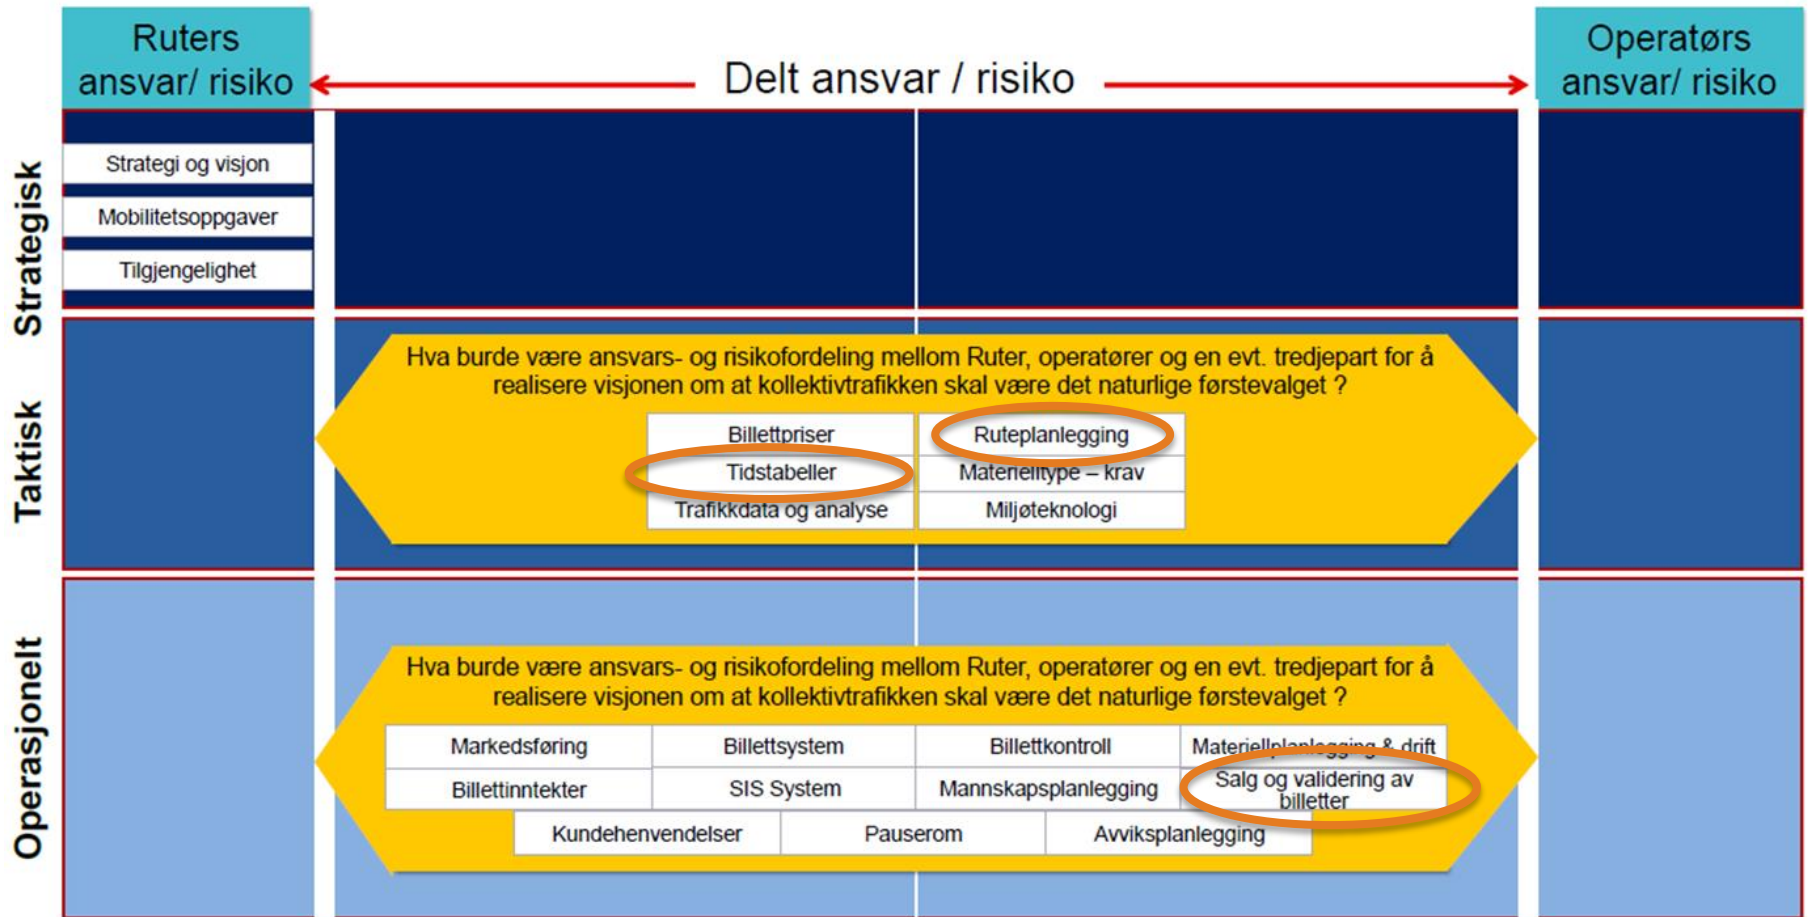 Ruters
ansvar/ risiko
Delt ansvar / risiko
Operatørs
ansvar/ risiko
Strategisk
Strategi og visjon
Mobilitetsoppgaver
Tilgjengelighet
Taktisk
Hva burde være ansvars- og risikofordeling mellom Ruter, operatører og en evt. tredjepart for å
realisere visjonen om at kollektivtrafikken skal være det naturlige førstevalget ?
Billettpriser
Ruteplanlegging
Tidstabeller
Materielltype – krav
Trafikkdata og analyse
Miljøteknologi
Operasjonelt
Hva burde være ansvars- og risikofordeling mellom Ruter, operatører og en evt. tredjepart for å
realisere visjonen om at kollektivtrafikken skal være det naturlige førstevalget ?
Markedsføring
Billettsystem
Billettkontroll
Materiellplanlegging & drift
Billettinntekter
SIS System
Mannskapsplanlegging
Salg og validering av
billetter
Kundehenvendelser
Pauserom
Avviksplanlegging